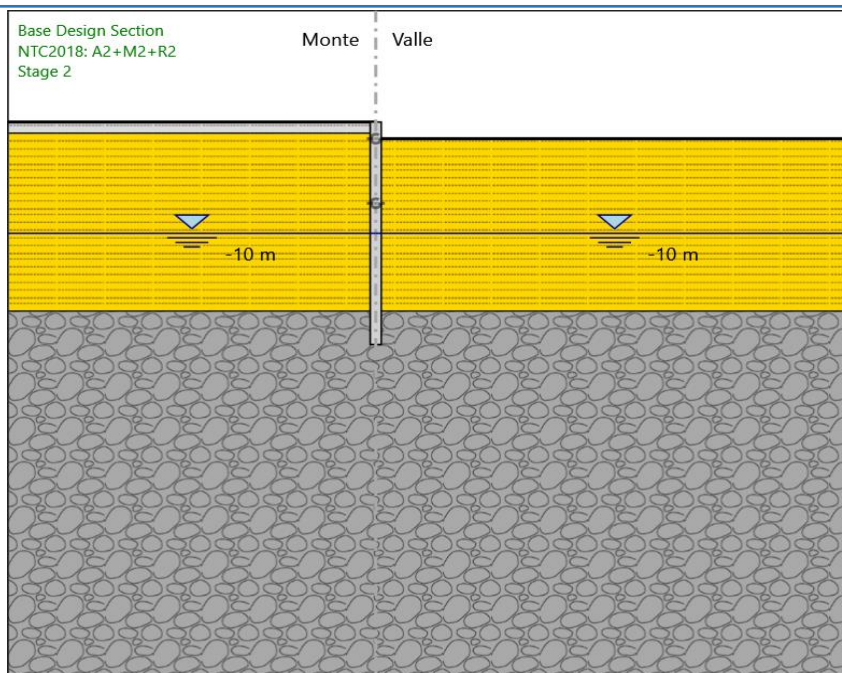 Base Design Section
NTC2018: A2+M2+R2
Stage 2
Monte Valle
-10 m -10 m